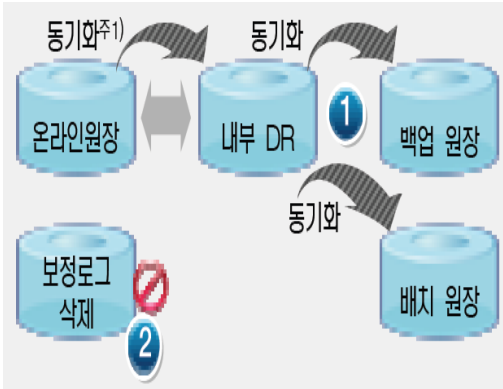 동기화주1)
동기화
온라인원장
내부 DR
1
백업 원장
동기화
보정로그
삭제
2
배치 원장